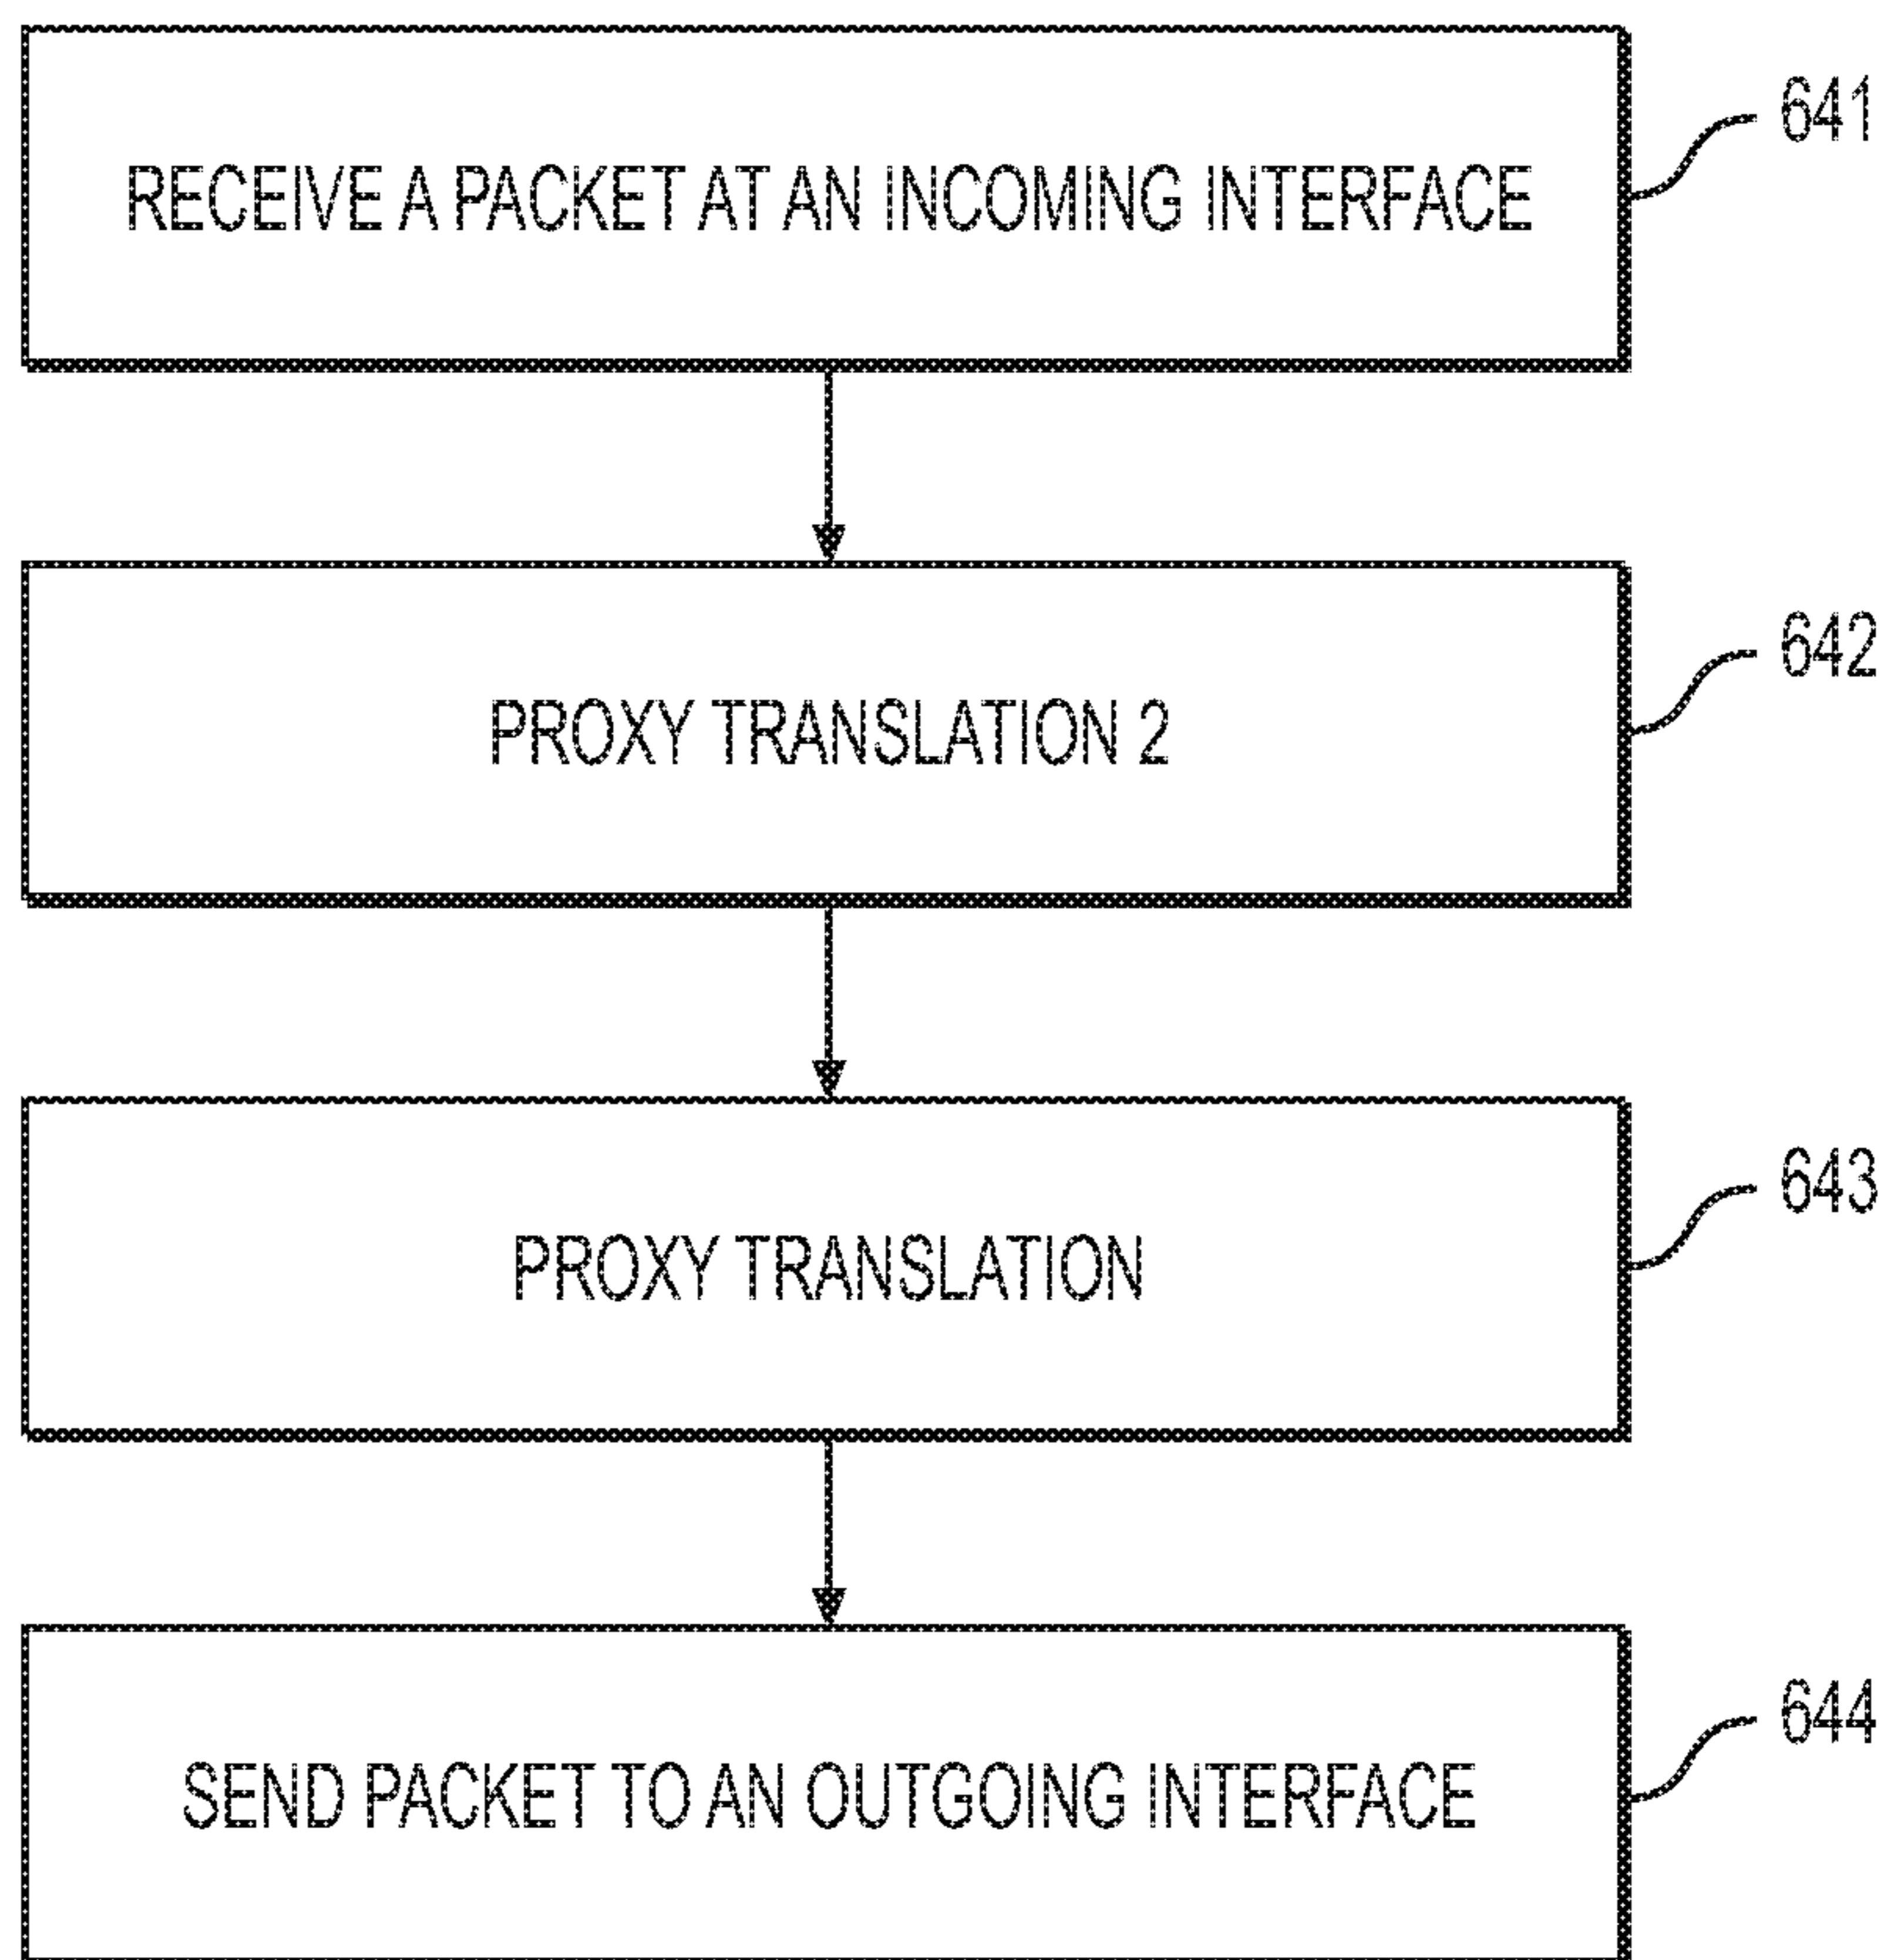 RECEIVE A PACKET AT AN INCOMING INTERFACE
641
PROXY TRANSLATION 2
642
PROXY TRANSLATION
643
SEND PACKET TO AN OUTGOING INTERFACE
644